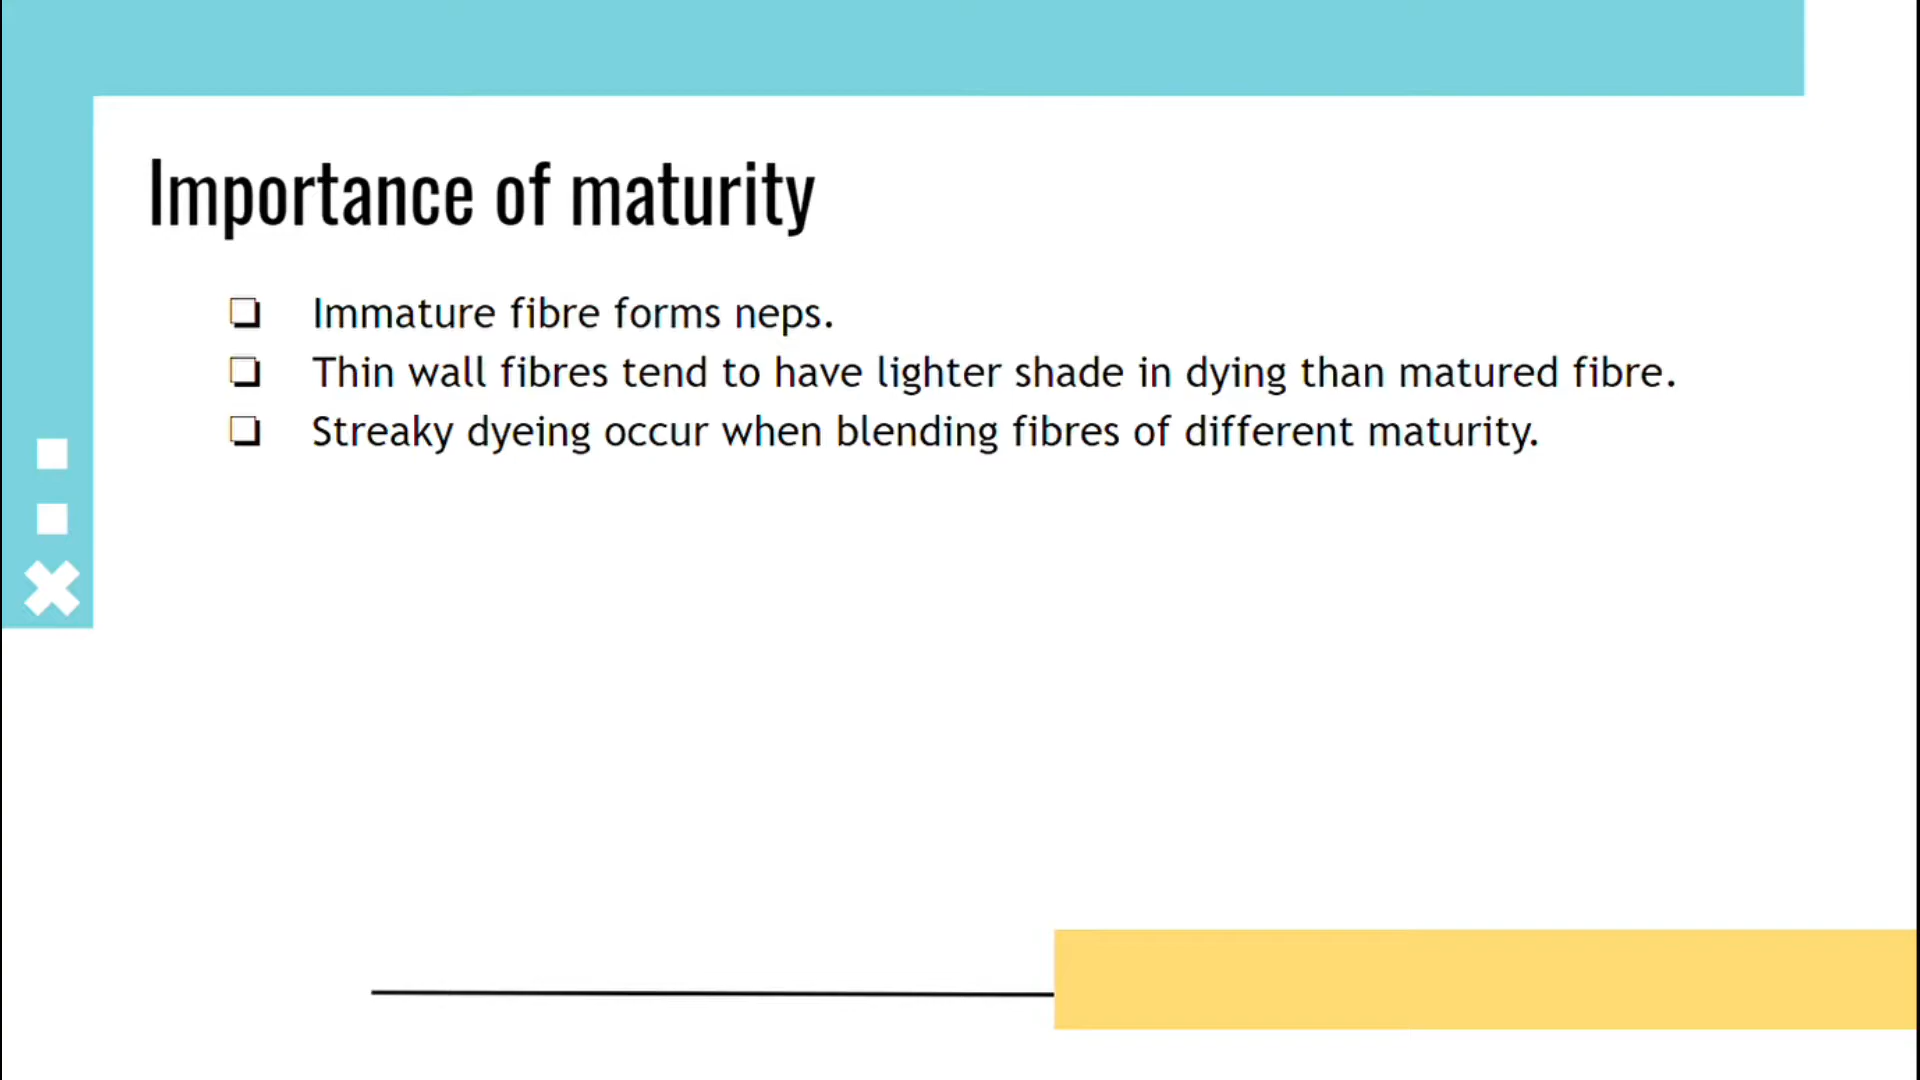 Importance of maturity
❏ Immature fibre forms neps.
❏ Thin wall fibres tend to have lighter shade in dying than matured fibre.
❏ Streaky dyeing occur when blending fibres of different maturity.